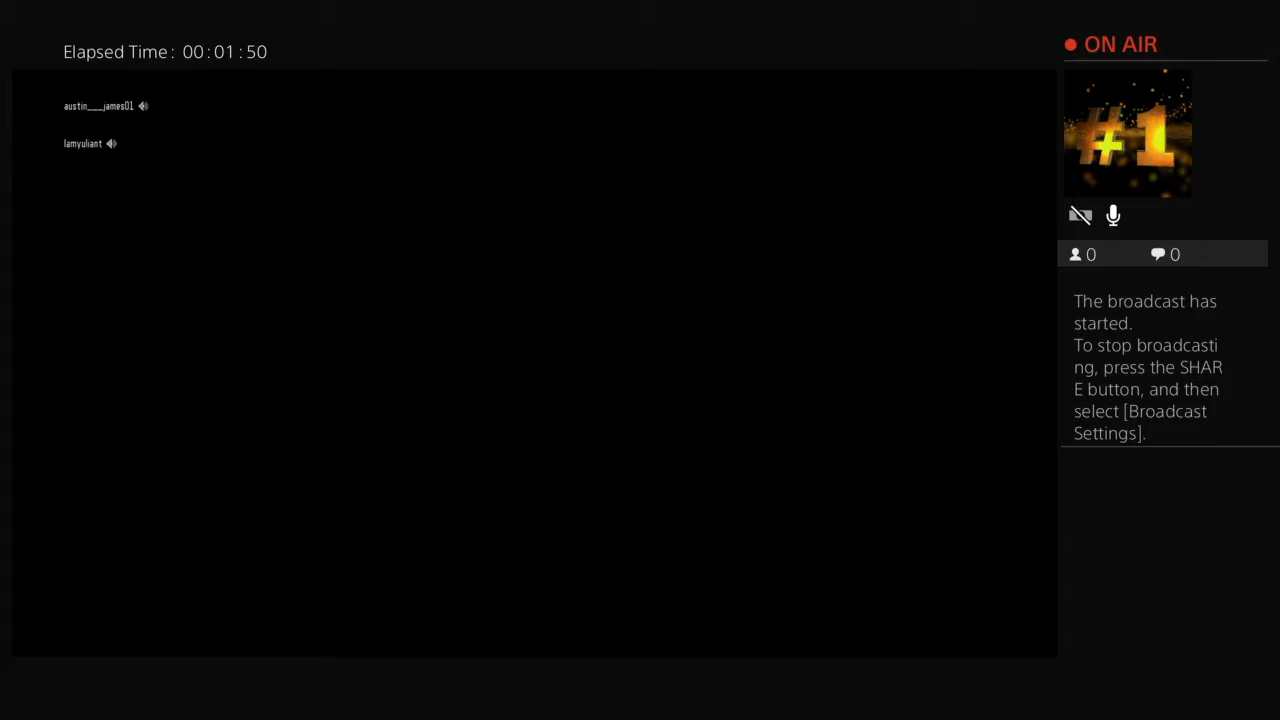 Elapsed Time: 00:01:50
ON AIR
austin___james01
lamyuliant
#1
0 0
The broadcast has
started.
To stop broadcasti
ng, press the SHAR
E button, and then
select [Broadcast
Settings].